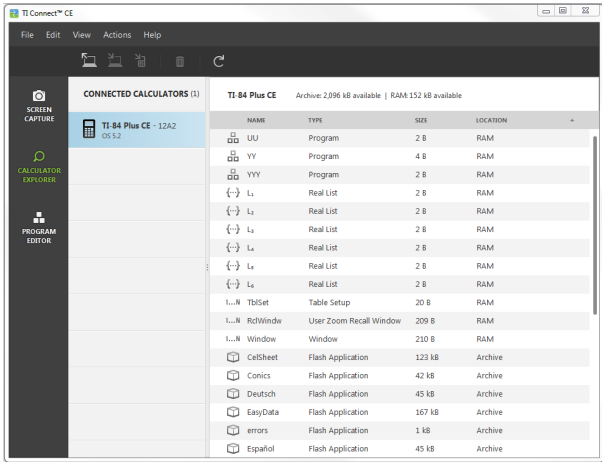 TI Connect™ CE
File Edit View Actions Help
SCREEN
CAPTURE
CALCULATOR
EXPLORER
PROGRAM
EDITOR
CONNECTED CALCULATORS (1)
TI-84 Plus CE - 12A2
OS 5.2
TI-84 Plus CE Archive: 2,096 kB available | RAM: 152 kB available
NAME TYPE SIZE LOCATION
UU Program 2 B RAM
YY Program 4 B RAM
YYY Program 2 B RAM
{···} L₁ Real List 2 B RAM
{···} L₂ Real List 2 B RAM
{···} L₃ Real List 2 B RAM
{···} L₄ Real List 2 B RAM
{···} L₅ Real List 2 B RAM
{···} L₆ Real List 2 B RAM
1...N TblSet Table Setup 20 B RAM
1...N RclWindw User Zoom Recall Window 209 B RAM
1...N Window Window 210 B RAM
CelSheet Flash Application 123 kB Archive
Conics Flash Application 42 kB Archive
Deutsch Flash Application 45 kB Archive
EasyData Flash Application 167 kB Archive
errors Flash Application 1 kB Archive
Español Flash Application 45 kB Archive